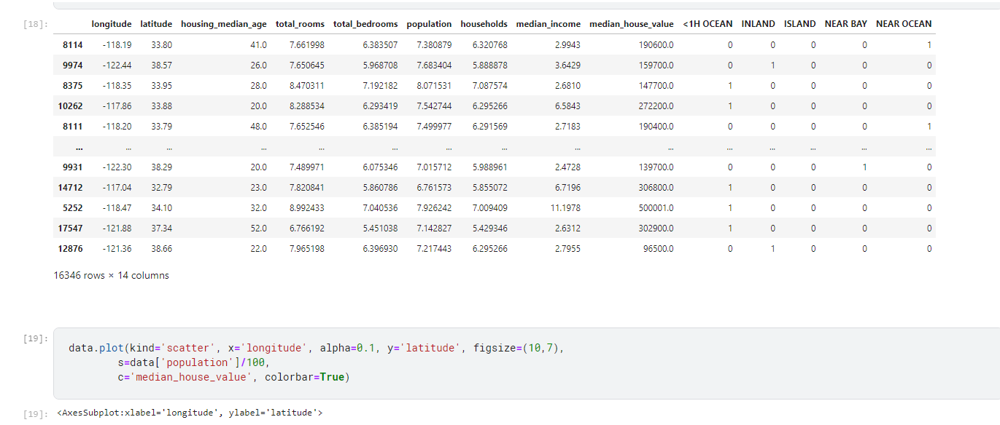 [18]:
longitude latitude housing_median_age total_rooms total_bedrooms population households median_income median_house_value <1H OCEAN INLAND ISLAND NEAR BAY NEAR OCEAN
8114 -118.19 33.80 41.0 7.661998 6.383507 7.380879 6.320768 2.9943 190600.0 0 0 0 0 1
9974 -122.44 38.57 26.0 7.650645 5.968708 7.683404 5.888878 3.6429 159700.0 0 1 0 0 0
8375 -118.35 33.95 28.0 8.470311 7.192182 8.071531 7.087574 2.6810 147700.0 1 0 0 0 0
10262 -117.86 33.88 20.0 8.288534 6.293419 7.542744 6.295266 6.5843 272200.0 1 0 0 0 0
8111 -118.20 33.79 48.0 7.652546 6.385194 7.499977 6.291569 2.7183 190400.0 0 0 0 0 1
... ... ... ... ... ... ... ... ... ... ... ... ... ... ...
9931 -122.30 38.29 20.0 7.489971 6.075346 7.015712 5.988961 2.4728 139700.0 0 0 0 1 0
14712 -117.04 32.79 23.0 7.820841 5.860786 6.761573 5.855072 6.7196 306800.0 1 0 0 0 0
5252 -118.47 34.10 32.0 8.992433 7.040536 7.926242 7.009409 11.1978 500001.0 1 0 0 0 0
17547 -121.88 37.34 52.0 6.766192 5.451038 7.142827 5.429346 2.6312 302900.0 1 0 0 0 0
12876 -121.36 38.66 22.0 7.965198 6.396930 7.217443 6.295266 2.7955 96500.0 0 1 0 0 0
16346 rows × 14 columns
[19]:
data.plot(kind='scatter', x='longitude', alpha=0.1, y='latitude', figsize=(10,7),
s=data['population']/100,
c='median_house_value', colorbar=True)
[19]: <AxesSubplot:xlabel='longitude', ylabel='latitude'>